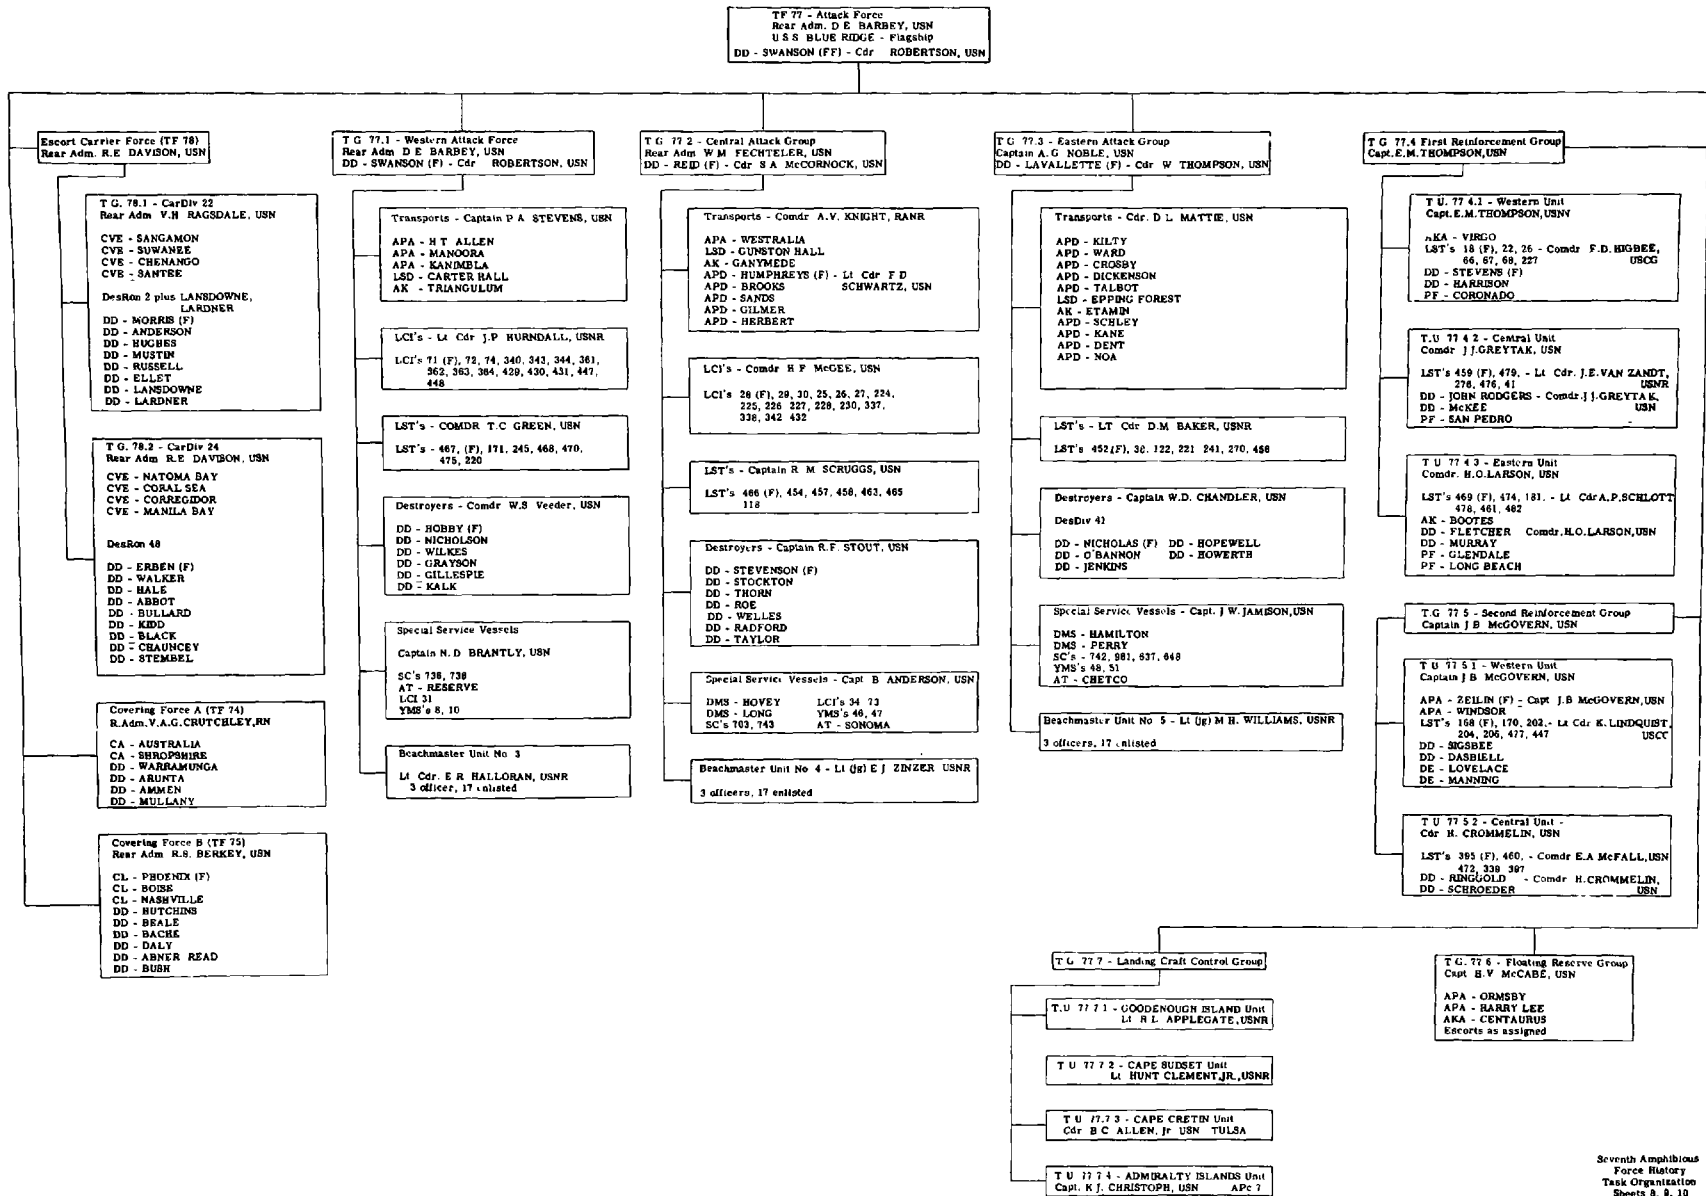 TF 77 - Attack Force
Rear Adm. D E BARBEY, USN
U S S BLUE RIDGE - Flagship
DD - SWANSON (FF) - Cdr ROBERTSON, USN
Escort Carrier Force (TF 78)
Rear Adm. R.E DAVISON, USN
T G. 78.1 - CarDiv 22
Rear Adm V.H RAGSDALE, USN
CVE - SANGAMON
CVE - SUWANEE
CVE - CHENANGO
CVE - SANTEE
DesRon 2 plus LANSDOWNE,
LARDNER
DD - MORRIS (F)
DD - ANDERSON
DD - HUGHES
DD - MUSTIN
DD - RUSSELL
DD - ELLET
DD - LANSDOWNE
DD - LARDNER
T G. 78.2 - CarDiv 24
Rear Adm R.E DAVISON, USN
CVE - NATOMA BAY
CVE - CORAL SEA
CVE - CORREGIDOR
CVE - MANILA BAY
DesRon 48
DD - ERBEN (F)
DD - WALKER
DD - HALE
DD - ABBOT
DD - BULLARD
DD - KIDD
DD - BLACK
DD - CHAUNCEY
DD - STEMBEL
Covering Force A (TF 74)
R.Adm.V.A.G.CRUTCHLEY,RN
CA - AUSTRALIA
CA - SHROPSHIRE
DD - WARRAMUNGA
DD - ARUNTA
DD - AMMEN
DD - MULLANY
Covering Force B (TF 75)
Rear Adm R.S. BERKEY, USN
CL - PHOENIX (F)
CL - BOISE
CL - NASHVILLE
DD - HUTCHINS
DD - BEALE
DD - BACHE
DD - DALY
DD - ABNER READ
DD - BUSH
T G 77.1 - Western Attack Force
Rear Adm D E BARBEY, USN
DD - SWANSON (F) - Cdr ROBERTSON, USN
Transports - Captain P A STEVENS, USN
APA - H T ALLEN
APA - MANOORA
APA - KANIMBLA
LSD - CARTER HALL
AK - TRIANGULUM
LCI's - Lt Cdr J.P HURNDALL, USNR
LCI's 71 (F), 72, 74, 340, 343, 344, 361,
362, 363, 364, 429, 430, 431, 447,
448
LST's - COMDR T.C GREEN, USN
LST's - 467, (F), 171, 245, 468, 470,
475, 220
Destroyers - Comdr W.S Veeder, USN
DD - HOBBY (F)
DD - NICHOLSON
DD - WILKES
DD - GRAYSON
DD - GILLESPIE
DD - KALK
Special Service Vessels
Captain N.D BRANTLY, USN
SC's 736, 738
AT - RESERVE
LCI 31
YMS's 8, 10
Beachmaster Unit No 3
Lt Cdr. E R HALLORAN, USNR
3 officer, 17 enlisted
T G 77 2 - Central Attack Group
Rear Adm W M FECHTELER, USN
DD - REID (F) - Cdr S A McCORNOCK, USN
Transports - Comdr A.V. KNIGHT, RANR
APA - WESTRALIA
LSD - GUNSTON HALL
AK - GANYMEDE
APD - HUMPHREYS (F) - Lt Cdr F D
APD - BROOKS SCHWARTZ, USN
APD - SANDS
APD - GILMER
APD - HERBERT
LCI's - Comdr H F McGEE, USN
LCI's 28 (F), 29, 30, 25, 26, 27, 224,
225, 226 227, 228, 230, 337,
338, 342 432
LST's - Captain R M SCRUGGS, USN
LST's 466 (F), 454, 457, 458, 463, 465
118
Destroyers - Captain R.F. STOUT, USN
DD - STEVENSON (F)
DD - STOCKTON
DD - THORN
DD - ROE
DD - WELLES
DD - RADFORD
DD - TAYLOR
Special Service Vessels - Capt B ANDERSON, USN
DMS - HOVEY LCI's 34 73
DMS - LONG YMS's 46, 47
SC's 703, 743 AT - SONOMA
Beachmaster Unit No 4 - Lt (jg) E J ZINZER USNR
3 officers, 17 enlisted
T G 77.3 - Eastern Attack Group
Captain A.G NOBLE, USN
DD - LAVALLETTE (F) - Cdr W THOMPSON, USN
Transports - Cdr. D L MATTIE, USN
APD - KILTY
APD - WARD
APD - CROSBY
APD - DICKENSON
APD - TALBOT
LSD - EPPING FOREST
AK - ETAMIN
APD - SCHLEY
APD - KANE
APD - DENT
APD - NOA
LST's - LT Cdr D.M BAKER, USNR
LST's - 452(F), 122, 221 241, 270, 456
Destroyers - Captain W.D. CHANDLER, USN
DesDiv 41
DD - NICHOLAS (F) DD - HOPEWELL
DD - O'BANNON DD - HOWERTH
DD - JENKINS
Special Service Vessels - Capt. J W.JAMISON,USN
DMS - HAMILTON
DMS - PERRY
SC's - 742, 981, 637, 648
YMS's 48, 51
AT - CHETCO
Beachmaster Unit No 5 - Lt (jg) M H. WILLIAMS, USNR
3 officers, 17 enlisted
T G 77.4 First Reinforcement Group
Capt.E.M.THOMPSON,USN
T U. 77 4.1 - Western Unit
Capt.E.M.THOMPSON,USNV
AKA - VIRGO
LST's 18 (F), 22, 26 - Comdr F.D.HIGBEE,
66, 67, 68, 227 USCG
DD - STEVENS (F)
DD - HARRISON
PF - CORONADO
T.U 77 4 2 - Central Unit
Comdr J J.GREYTAK, USN
LST's 459 (F), 479, - Lt Cdr. J.E.VAN ZANDT,
276, 476, 41 USNR
DD - JOHN RODGERS - Comdr.J J.GREYTAK,
DD - McKEE USN
PF - SAN PEDRO
T U 77 4 3 - Eastern Unit
Comdr. H.O.LARSON, USN
LST's 469 (F), 474, 181. - Lt Cdr A.P.SCHLOTT
478, 461, 462
AK - BOOTES
DD - FLETCHER Comdr.H.O.LARSON,USN
DD - MURRAY
PF - GLENDALE
PF - LONG BEACH
T.G 77 5 - Second Reinforcement Group
Captain J B McGOVERN, USN
T U 77 5 1 - Western Unit
Captain J B McGOVERN, USN
APA - ZEILIN (F) - Capt J.B McGOVERN,USN
APA - WINDSOR
LST's 168 (F), 170, 202,- Lt Cdr K.LINDQUIST,
204, 206, 477, 447 USCC
DD - SIGSBEE
DD - DASHIELL
DE - LOVELACE
DE - MANNING
T U 77 5 2 - Central Unit -
Cdr H. CROMMELIN, USN
LST's 395 (F), 460, - Comdr E.A McFALL,USN
472, 339 397
DD - RINGGOLD - Comdr H.CROMMELIN,
DD - SCHROEDER USN
T G 77 7 - Landing Craft Control Group
T.U 77 7 1 - GOODENOUGH ISLAND Unit
Lt R L APPLEGATE,USNR
T U 77 7 2 - CAPE SUDSET Unit
Lt HUNT CLEMENT,JR.,USNR
T U 77.7 3 - CAPE CRETIN Unit
Cdr B C ALLEN, Jr USN TULSA
T U 77 7 4 - ADMIRALTY ISLANDS Unit
Capt. K J. CHRISTOPH, USN APc 7
T G. 77 6 - Floating Reserve Group
Capt H.V McCABE, USN
APA - ORMSBY
APA - HARRY LEE
AKA - CENTAURUS
Escorts as assigned
Seventh Amphibious
Force History
Task Organization
Sheets 8, 9, 10